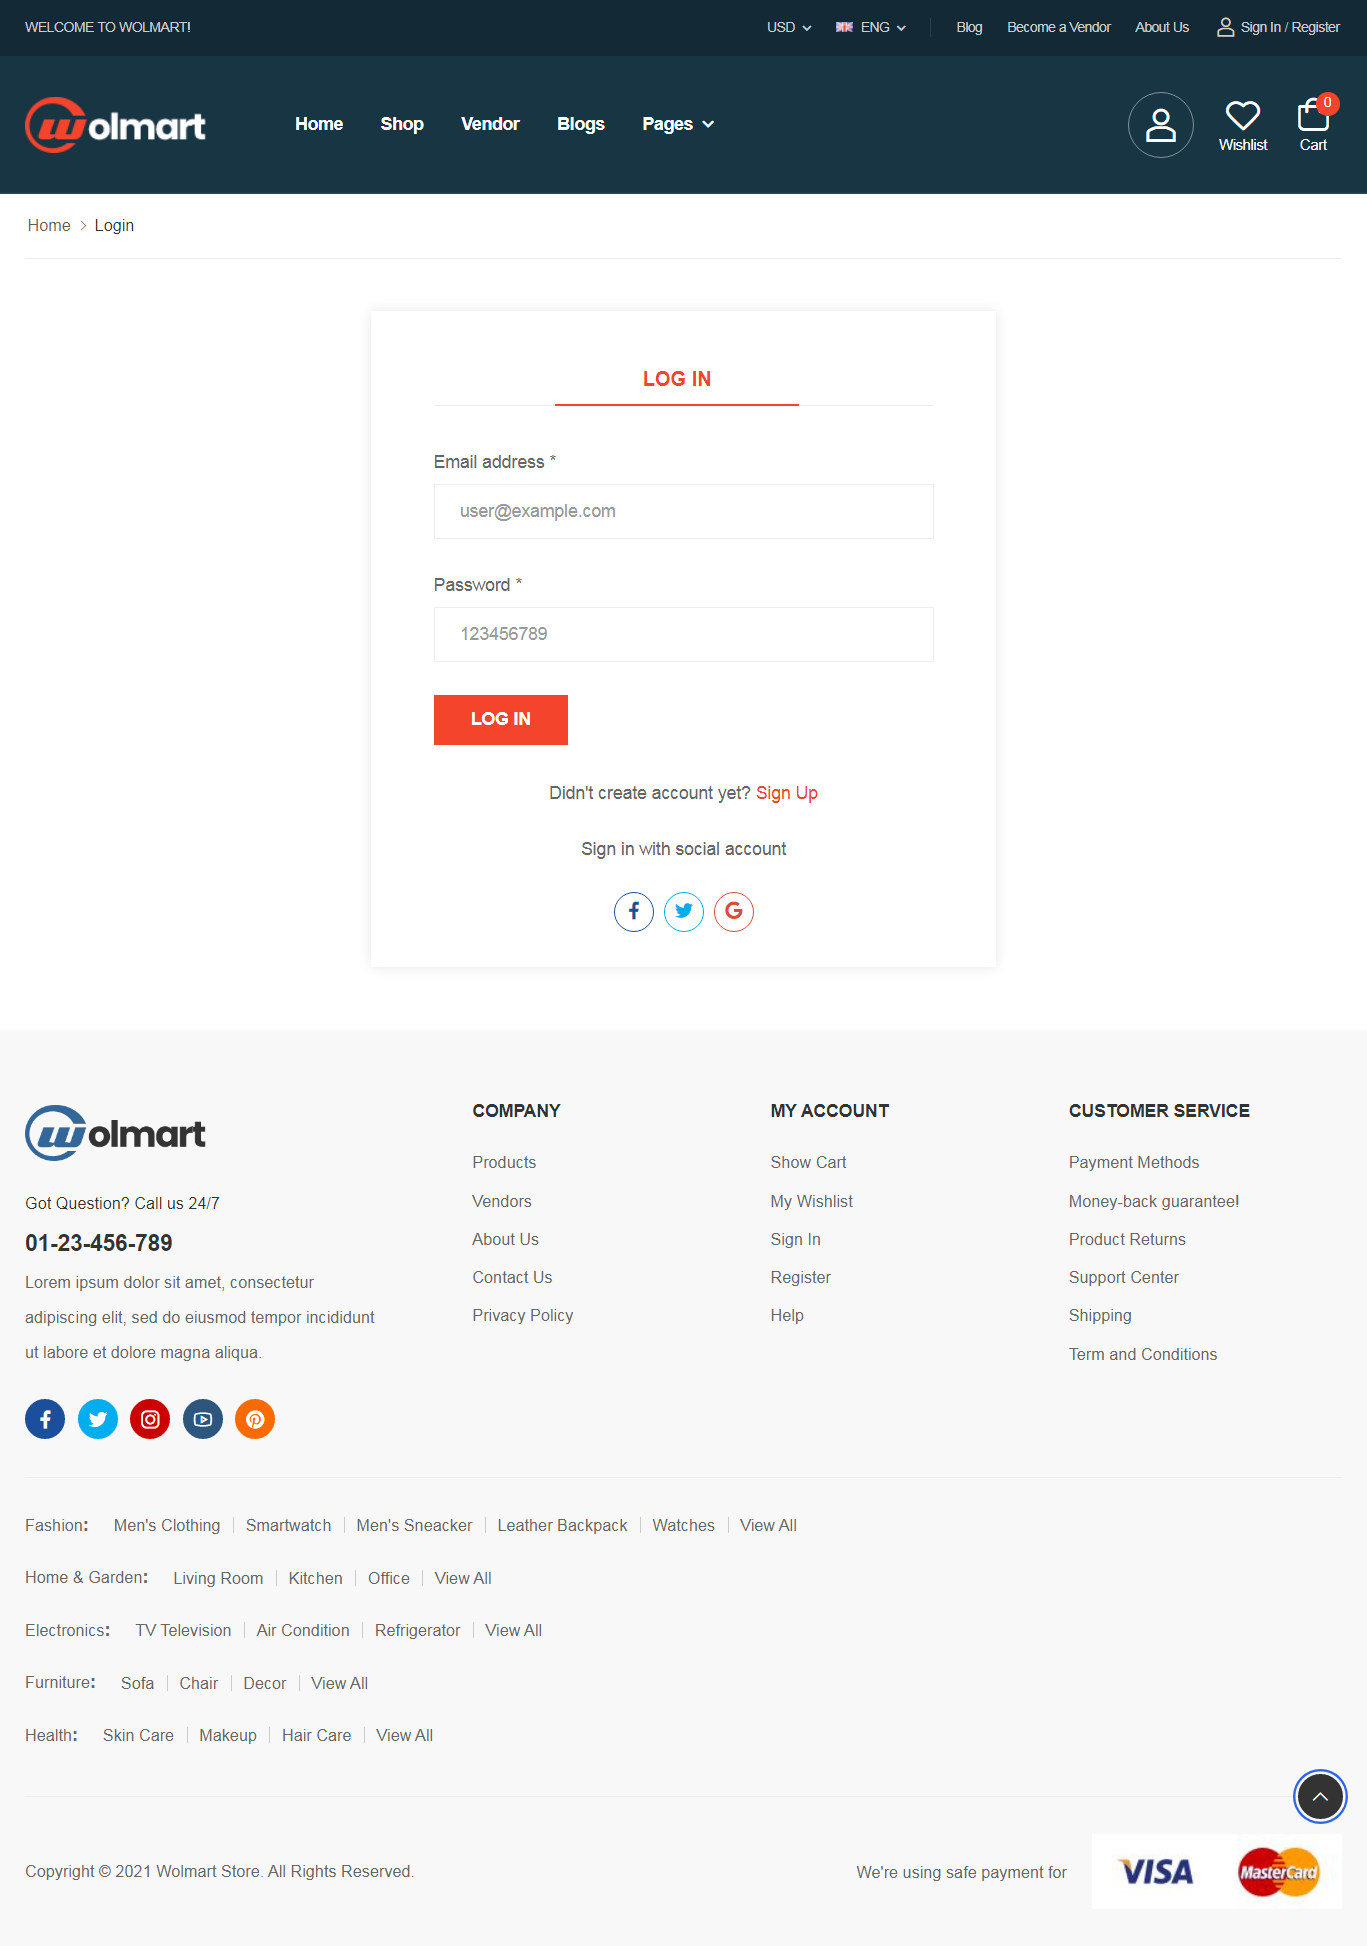 WELCOME TO WOLMART!
USD ENG Blog Become a Vendor About Us Sign In / Register
Wolmart
Home Shop Vendor Blogs Pages
Wishlist
0
Cart
Home > Login
LOG IN
Email address *
user@example.com
Password *
123456789
LOG IN
Didn't create account yet? Sign Up
Sign in with social account
Wolmart
Got Question? Call us 24/7
01-23-456-789
Lorem ipsum dolor sit amet, consectetur
adipiscing elit, sed do eiusmod tempor incididunt
ut labore et dolore magna aliqua.
COMPANY
Products
Vendors
About Us
Contact Us
Privacy Policy
MY ACCOUNT
Show Cart
My Wishlist
Sign In
Register
Help
CUSTOMER SERVICE
Payment Methods
Money-back guarantee!
Product Returns
Support Center
Shipping
Term and Conditions
Fashion: Men's Clothing Smartwatch Men's Sneacker Leather Backpack Watches View All
Home & Garden: Living Room Kitchen Office View All
Electronics: TV Television Air Condition Refrigerator View All
Furniture: Sofa Chair Decor View All
Health: Skin Care Makeup Hair Care View All
Copyright © 2021 Wolmart Store. All Rights Reserved.
We're using safe payment for
VISA MasterCard